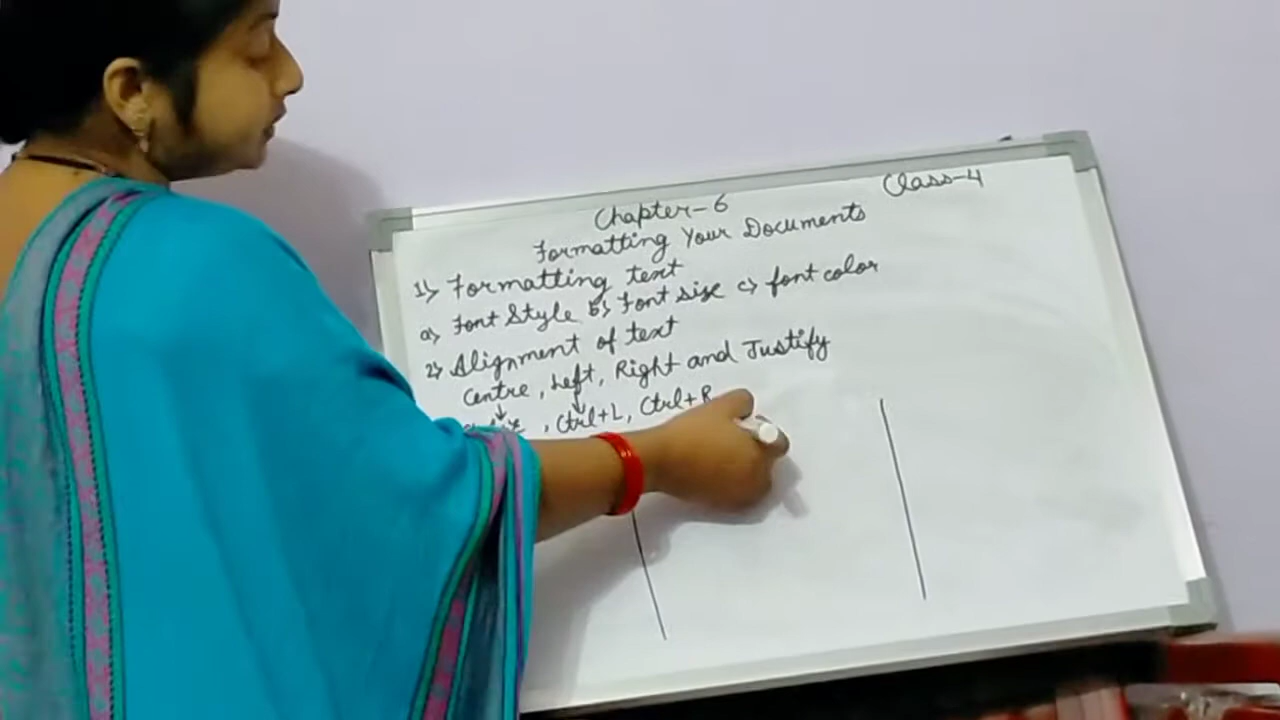 Class-4
Chapter-6
Formatting Your Documents
1) Formatting text
a) Font Style b) Font size c) font color
2) Alignment of text
Centre, Left, Right and Justify
, Ctrl+L, Ctrl+R